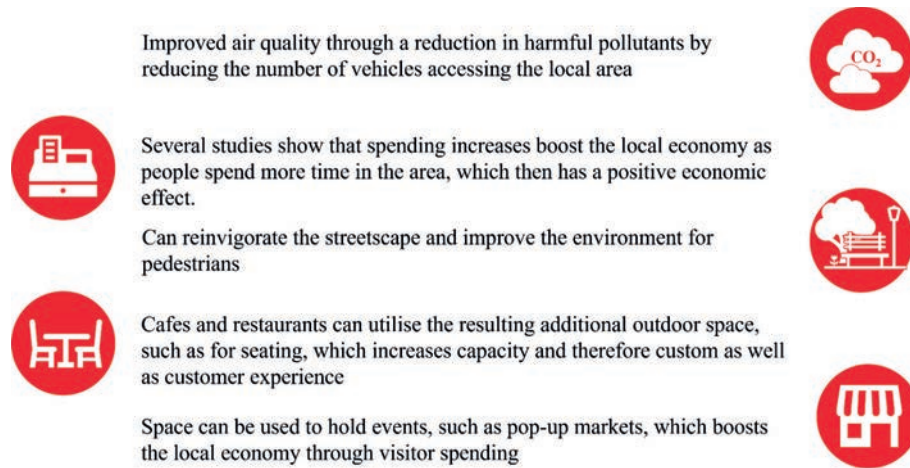 Improved air quality through a reduction in harmful pollutants by
reducing the number of vehicles accessing the local area
CO2
Several studies show that spending increases boost the local economy as
people spend more time in the area, which then has a positive economic
effect.
Can reinvigorate the streetscape and improve the environment for
pedestrians
Cafes and restaurants can utilise the resulting additional outdoor space,
such as for seating, which increases capacity and therefore custom as well
as customer experience
Space can be used to hold events, such as pop-up markets, which boosts
the local economy through visitor spending